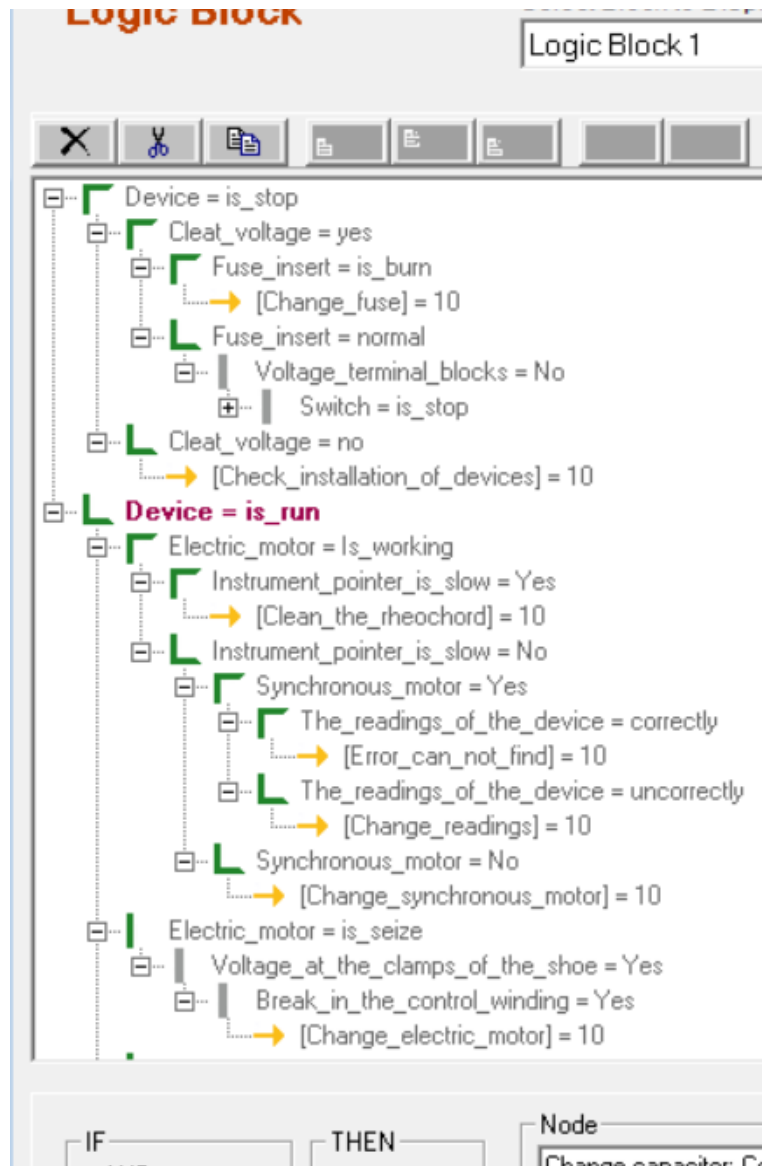 Logic Block
Logic Block 1
Device = is_stop
Cleat_voltage = yes
Fuse_insert = is_burn
[Change_fuse] = 10
Fuse_insert = normal
Voltage_terminal_blocks = No
Switch = is_stop
Cleat_voltage = no
[Check_installation_of_devices] = 10
Device = is_run
Electric_motor = Is_working
Instrument_pointer_is_slow = Yes
[Clean_the_rheochord] = 10
Instrument_pointer_is_slow = No
Synchronous_motor = Yes
The_readings_of_the_device = correctly
[Error_can_not_find] = 10
The_readings_of_the_device = uncorrectly
[Change_readings] = 10
Synchronous_motor = No
[Change_synchronous_motor] = 10
Electric_motor = is_seize
Voltage_at_the_clamps_of_the_shoe = Yes
Break_in_the_control_winding = Yes
[Change_electric_motor] = 10
IF
THEN
Node
Change capacitor: